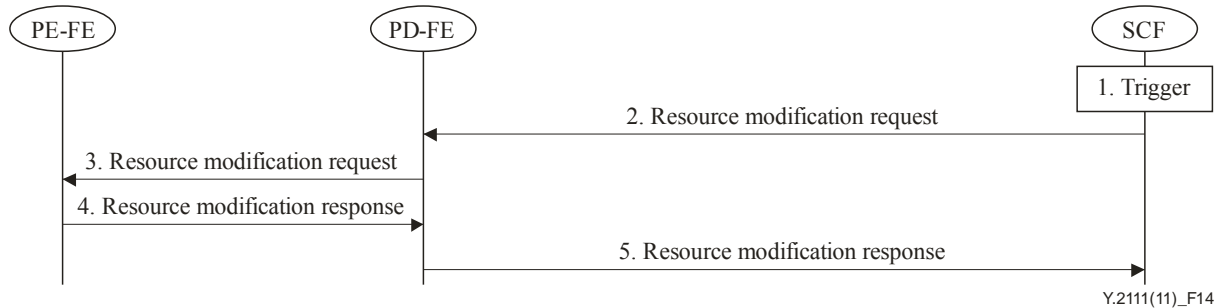 PE-FE
PD-FE
SCF
1. Trigger
2. Resource modification request
3. Resource modification request
4. Resource modification response
5. Resource modification response
Y.2111(11)_F14